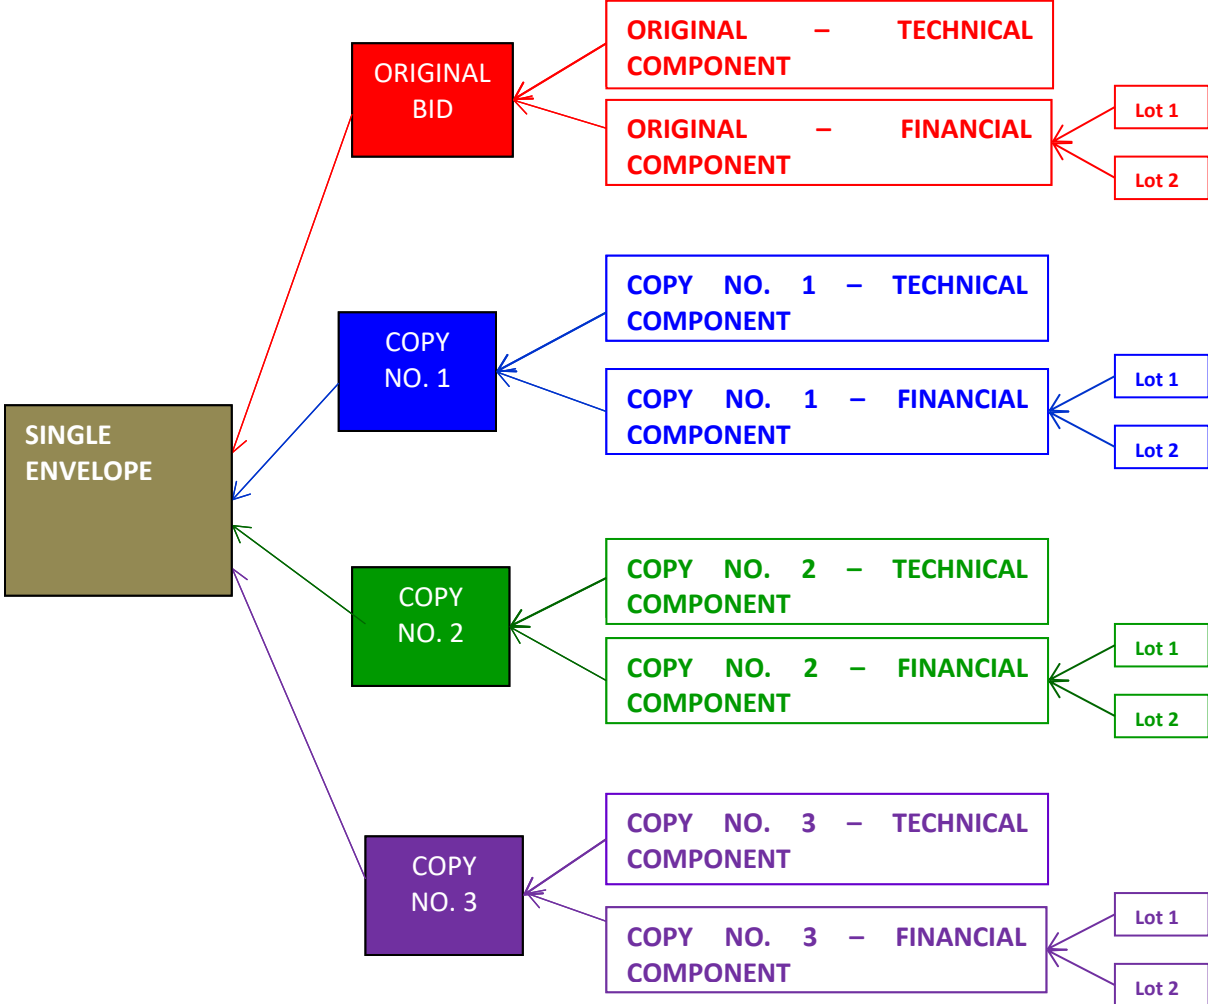 ORIGINAL – TECHNICAL
COMPONENT
ORIGINAL
BID
ORIGINAL – FINANCIAL
COMPONENT
Lot 1
Lot 2
COPY NO. 1 – TECHNICAL
COMPONENT
COPY
NO. 1
COPY NO. 1 – FINANCIAL
COMPONENT
Lot 1
Lot 2
SINGLE
ENVELOPE
COPY NO. 2 – TECHNICAL
COMPONENT
COPY
NO. 2
COPY NO. 2 – FINANCIAL
COMPONENT
Lot 1
Lot 2
COPY NO. 3 – TECHNICAL
COMPONENT
COPY
NO. 3
COPY NO. 3 – FINANCIAL
COMPONENT
Lot 1
Lot 2